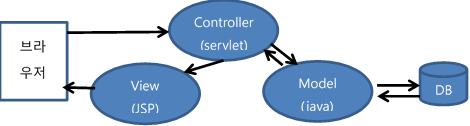 브라
우저
Controller
(servlet)
View
(JSP)
Model
(java)
DB